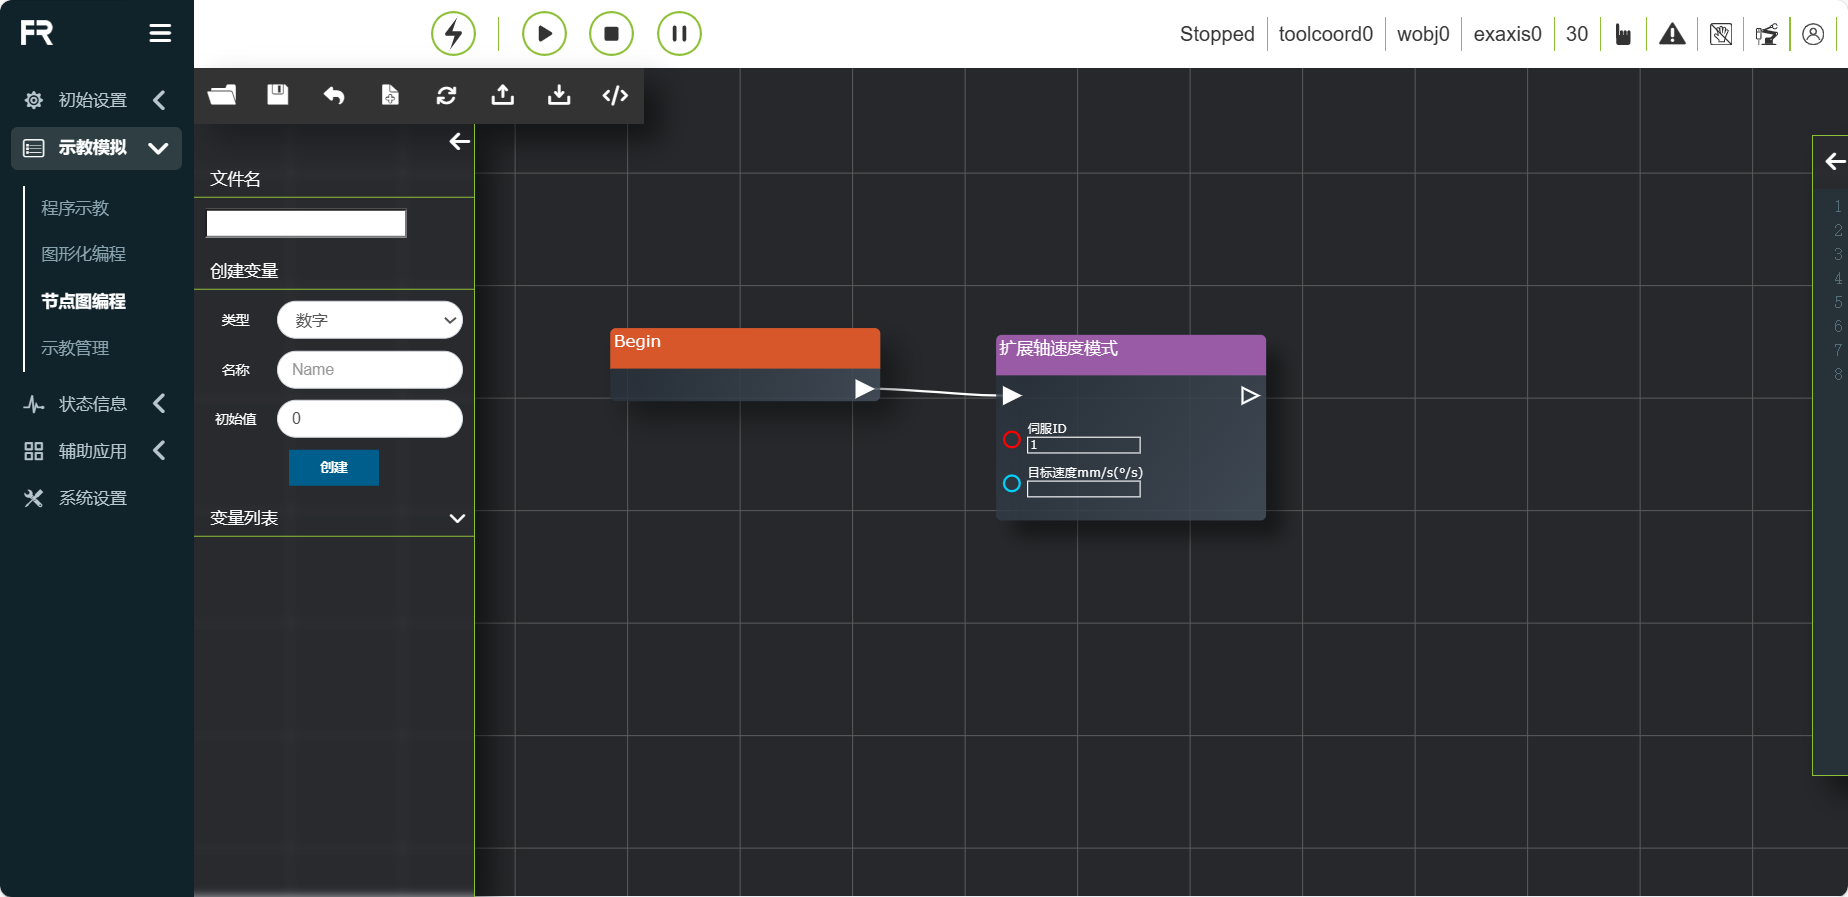 FR
Stopped
toolcoord0
wobj0
exaxis0
30
初始设置
示教模拟
程序示教
图形化编程
节点图编程
示教管理
状态信息
辅助应用
系统设置
文件名
创建变量
类型
数字
名称
Name
初始值
0
创建
变量列表
Begin
扩展轴速度模式
伺服ID
1
目标速度mm/s(°/s)
1
2
3
4
5
6
7
8